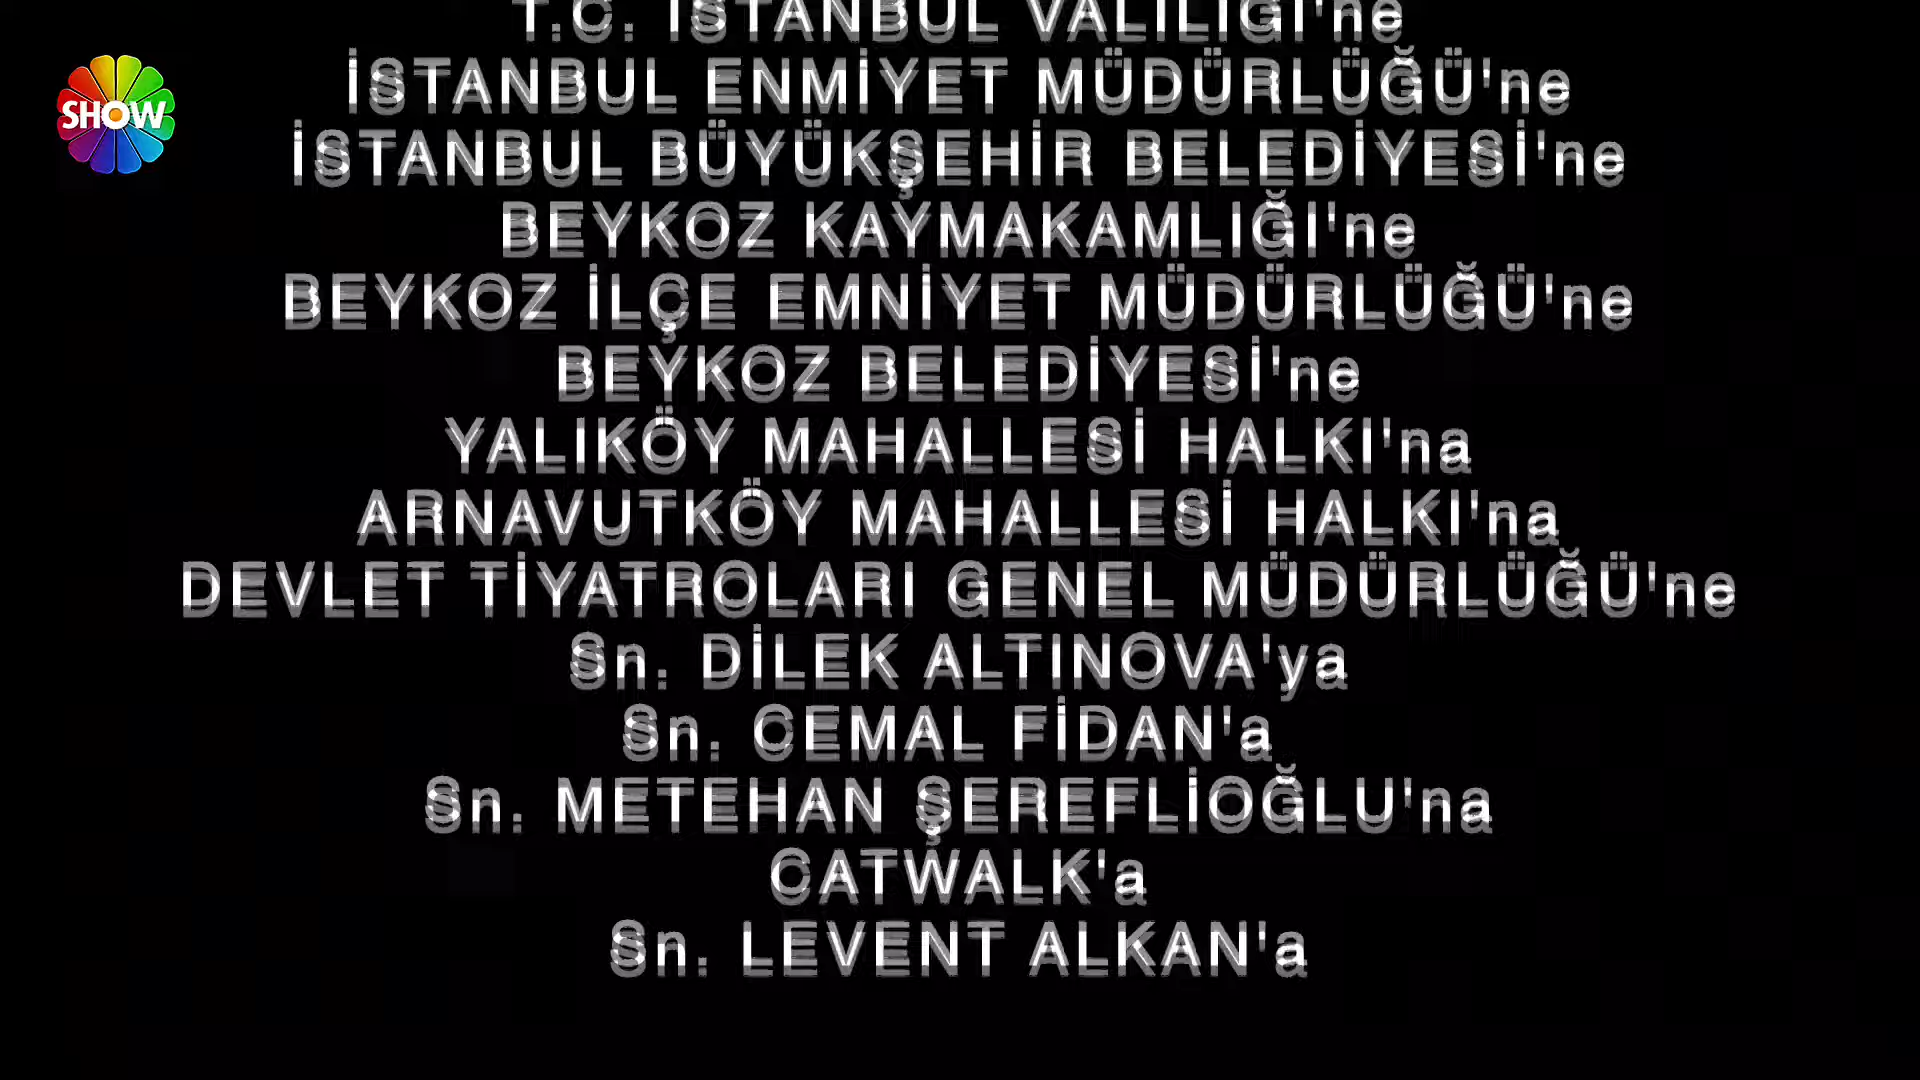 T.C. İSTANBUL VALİLİĞİ'ne
SHOW
İSTANBUL ENMİYET MÜDÜRLÜĞÜ'ne
İSTANBUL BÜYÜKŞEHİR BELEDİYESİ'ne
BEYKOZ KAYMAKAMLIĞI'ne
BEYKOZ İLÇE EMNİYET MÜDÜRLÜĞÜ'ne
BEYKOZ BELEDİYESİ'ne
YALIKÖY MAHALLESİ HALKI'na
ARNAVUTKÖY MAHALLESİ HALKI'na
DEVLET TİYATROLARI GENEL MÜDÜRLÜĞÜ'ne
Sn. DİLEK ALTINOVA'ya
Sn. CEMAL FİDAN'a
Sn. METEHAN ŞEREFLİOĞLU'na
CATWALK'a
Sn. LEVENT ALKAN'a